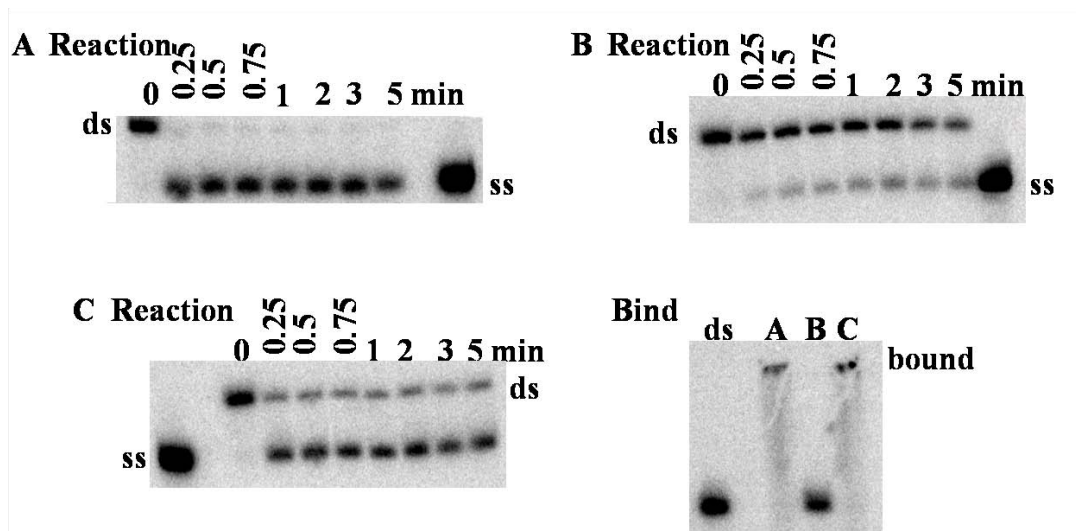 A Reaction
0 0.25 0.5 0.75 1 2 3 5 min
ds
ss
B Reaction
0 0.25 0.5 0.75 1 2 3 5 min
ds
ss
C Reaction
0 0.25 0.5 0.75 1 2 3 5 min
ds
ss
Bind
ds A B C
bound